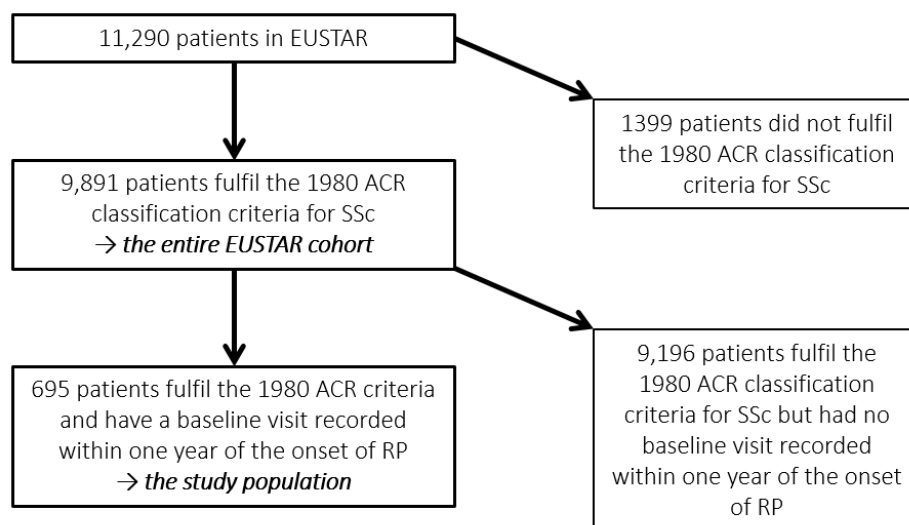 11,290 patients in EUSTAR
1399 patients did not fulfil
the 1980 ACR classification
criteria for SSc
9,891 patients fulfil the 1980 ACR
classification criteria for SSc
→ the entire EUSTAR cohort
9,196 patients fulfil the
1980 ACR classification
criteria for SSc but had no
baseline visit recorded
within one year of the onset
of RP
695 patients fulfil the 1980 ACR criteria
and have a baseline visit recorded
within one year of the onset of RP
→ the study population